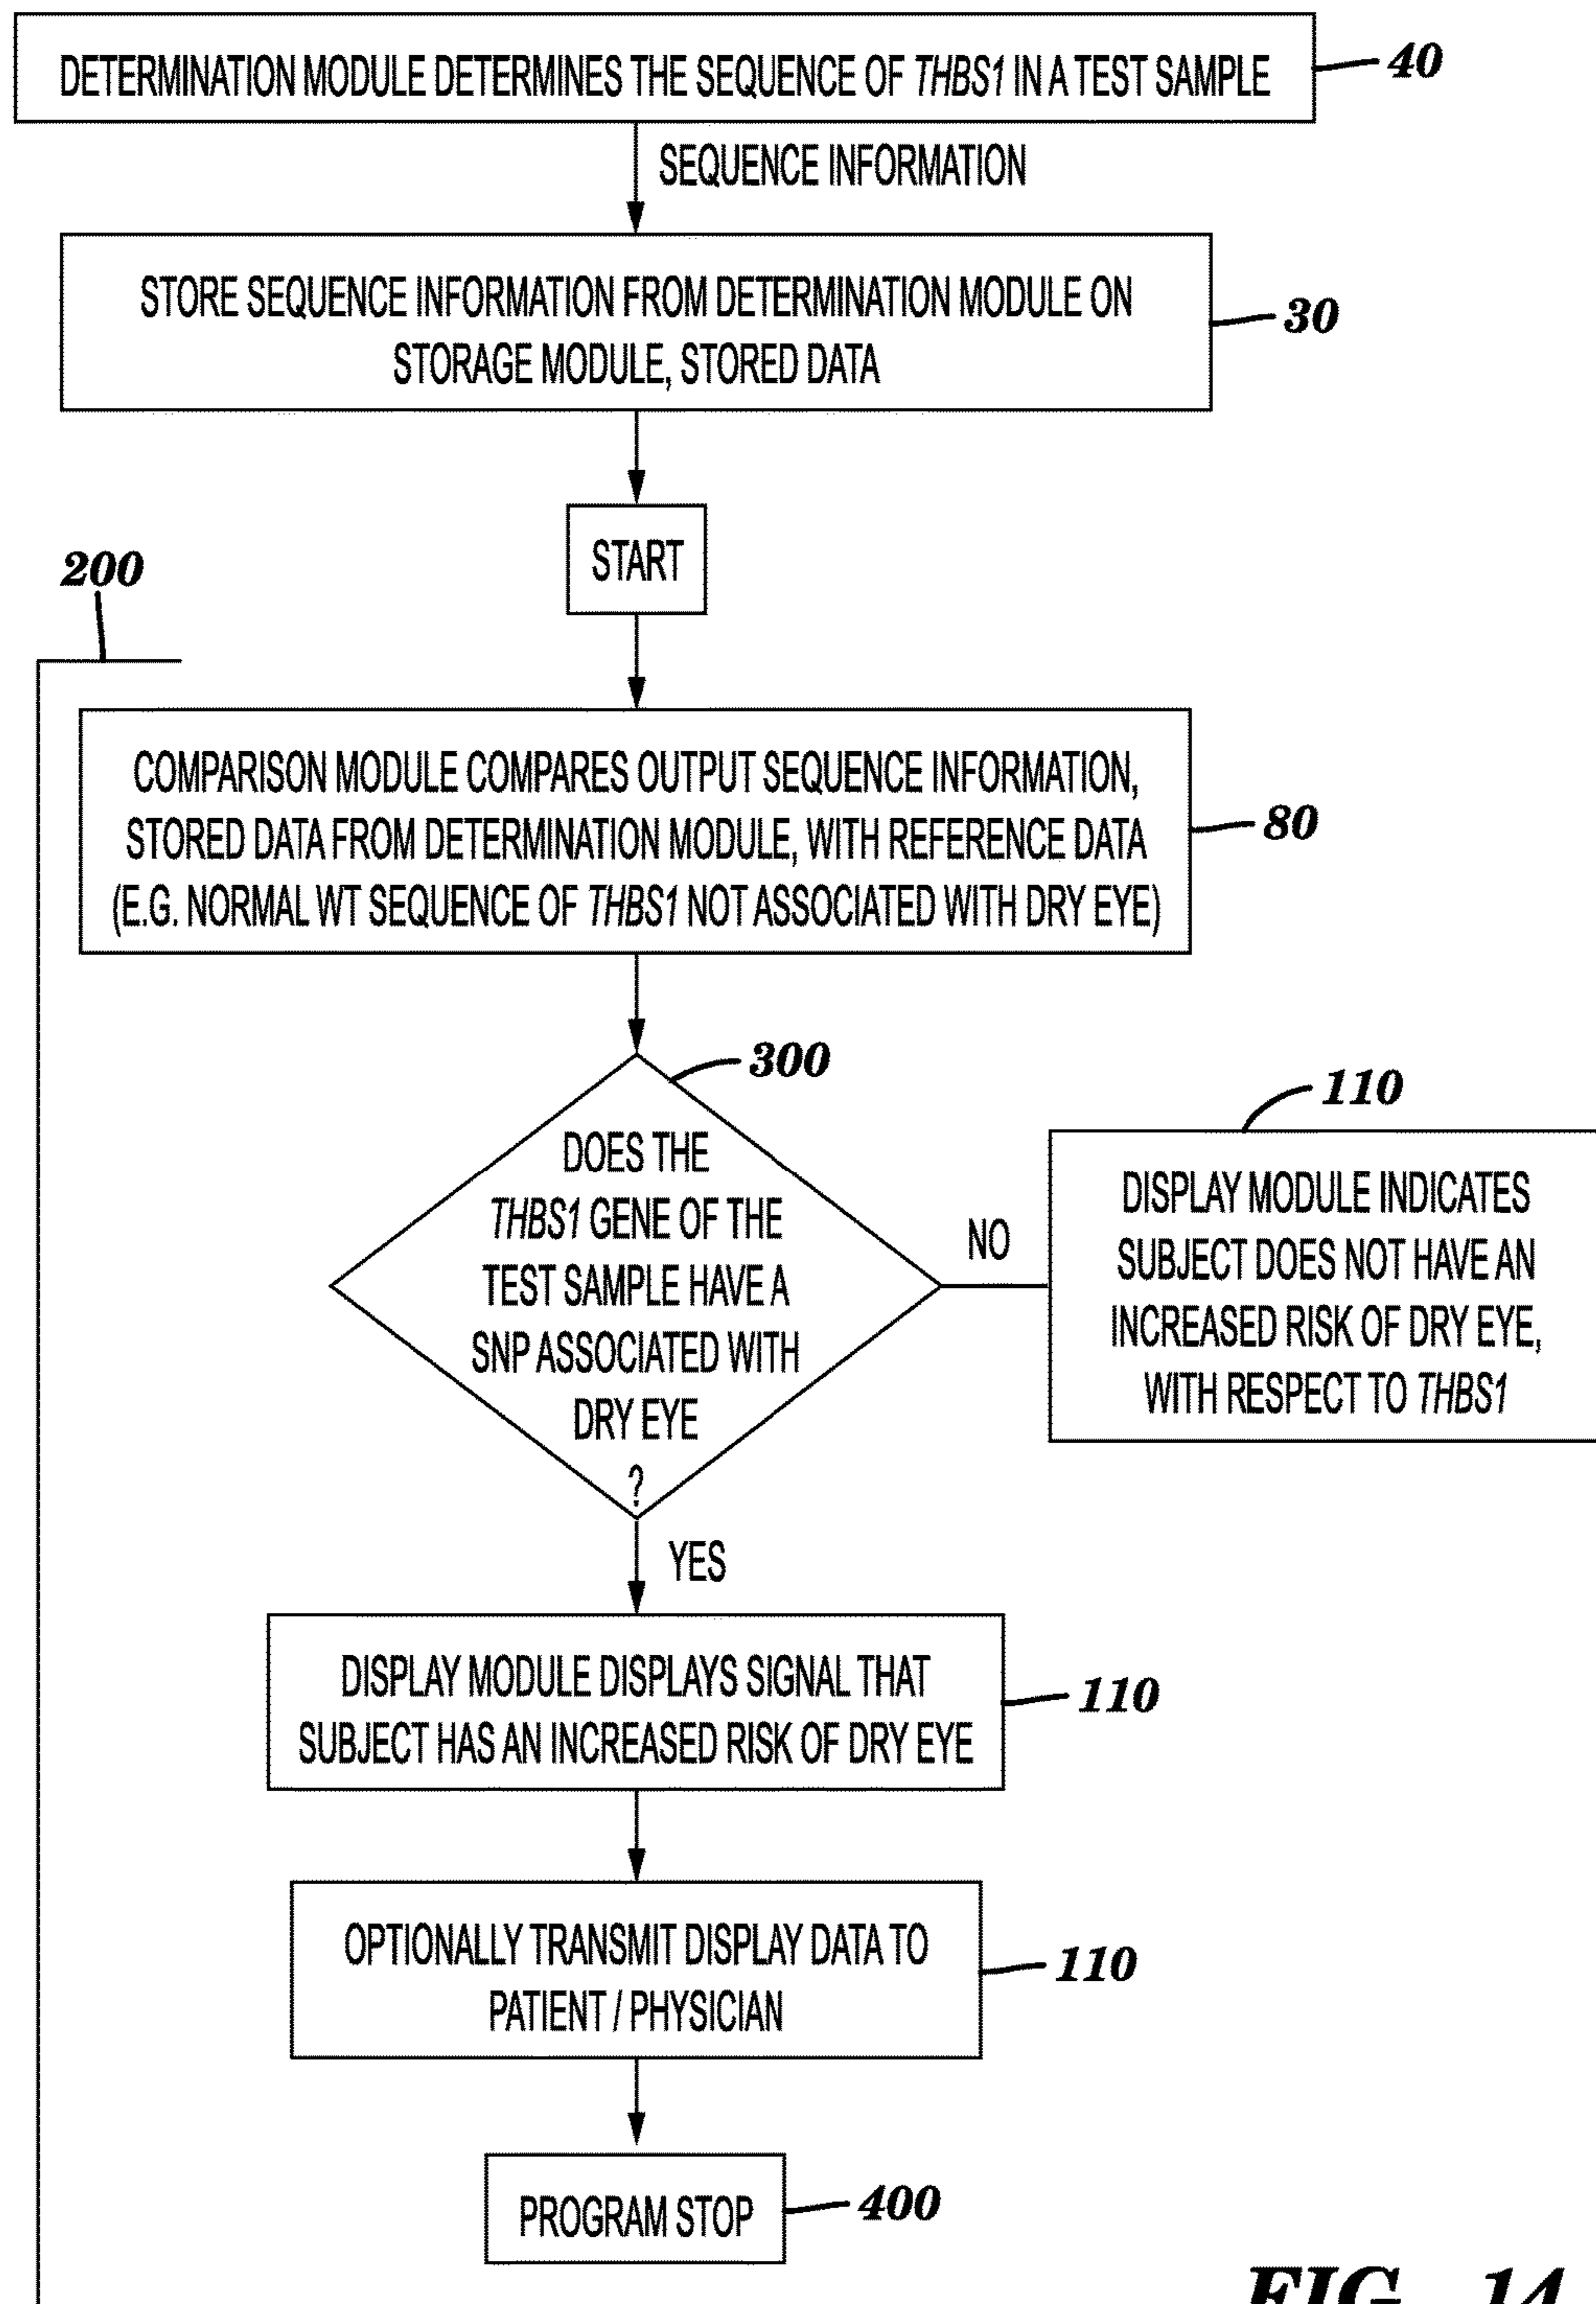 DETERMINATION MODULE DETERMINES THE SEQUENCE OF THBS1 IN A TEST SAMPLE
40
SEQUENCE INFORMATION
STORE SEQUENCE INFORMATION FROM DETERMINATION MODULE ON
STORAGE MODULE, STORED DATA
30
START
200
COMPARISON MODULE COMPARES OUTPUT SEQUENCE INFORMATION,
STORED DATA FROM DETERMINATION MODULE, WITH REFERENCE DATA
(E.G. NORMAL WT SEQUENCE OF THBS1 NOT ASSOCIATED WITH DRY EYE)
80
300
DOES THE
THBS1 GENE OF THE
TEST SAMPLE HAVE A
SNP ASSOCIATED WITH
DRY EYE
?
NO
110
DISPLAY MODULE INDICATES
SUBJECT DOES NOT HAVE AN
INCREASED RISK OF DRY EYE,
WITH RESPECT TO THBS1
YES
DISPLAY MODULE DISPLAYS SIGNAL THAT
SUBJECT HAS AN INCREASED RISK OF DRY EYE
110
OPTIONALLY TRANSMIT DISPLAY DATA TO
PATIENT / PHYSICIAN
110
PROGRAM STOP
400
FIG. 14